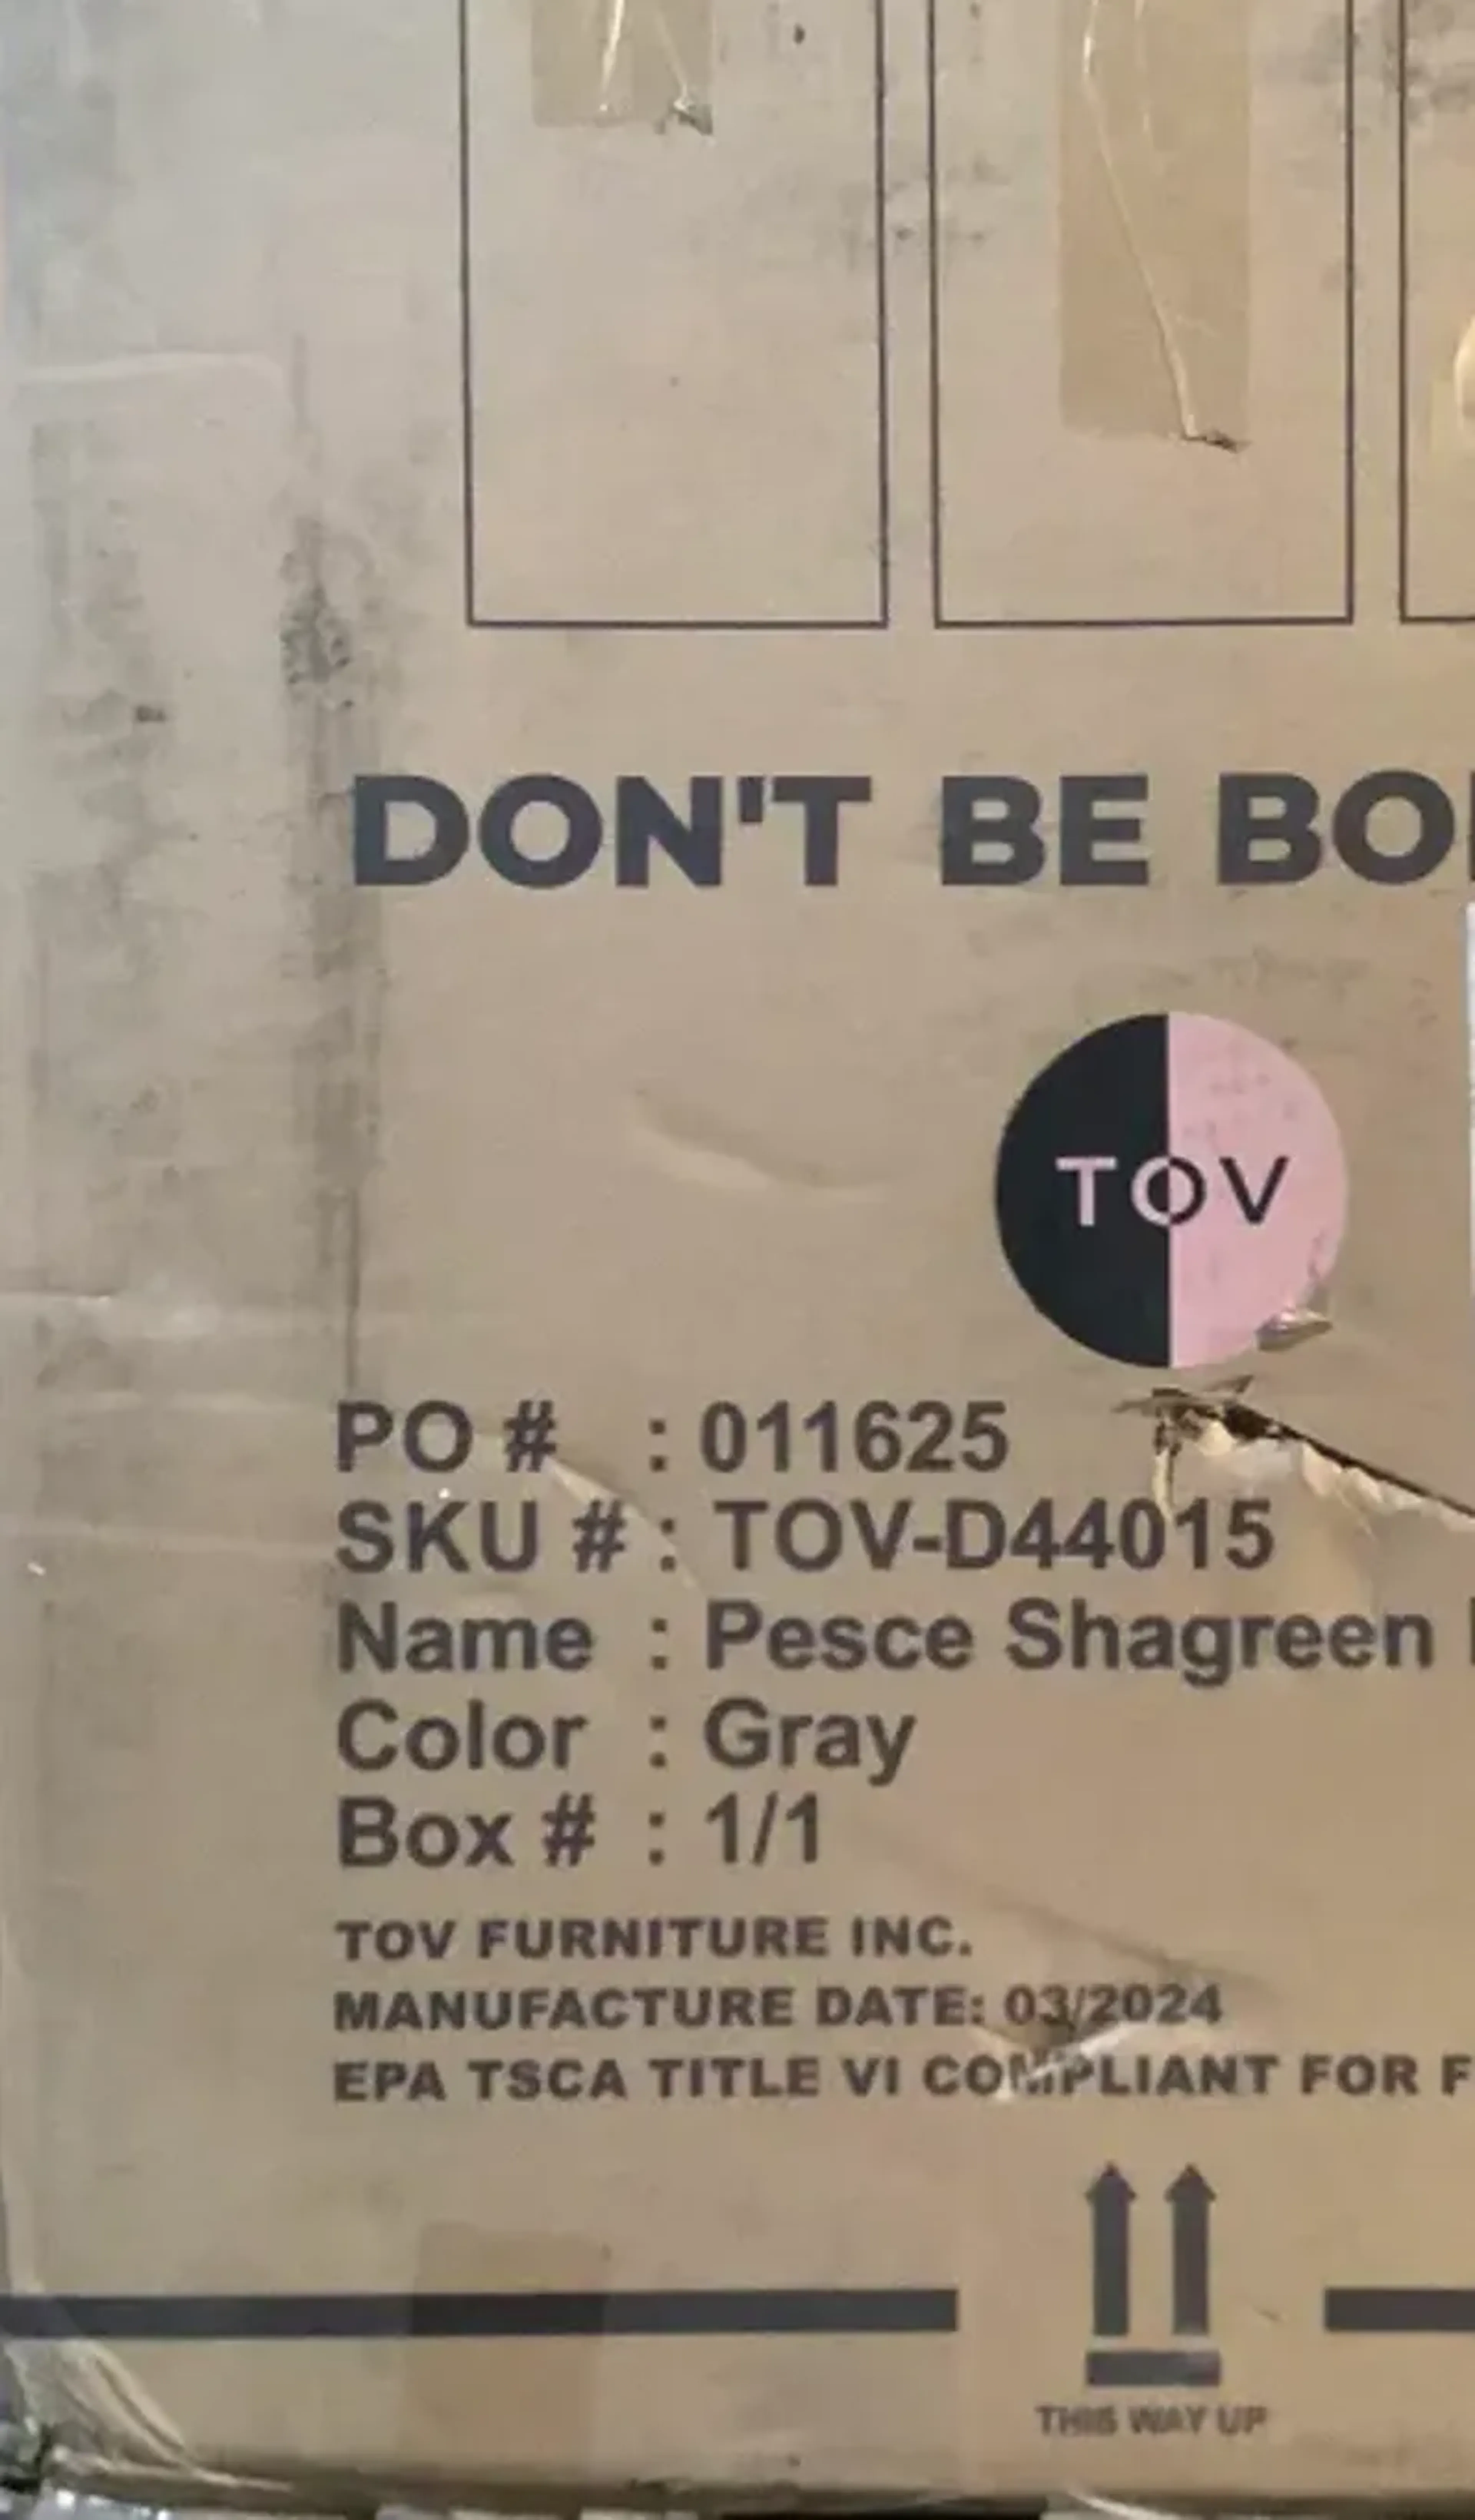 DON'T BE BO
TOV
PO # : 011625
SKU # : TOV-D44015
Name : Pesce Shagreen
Color : Gray
Box # : 1/1
TOV FURNITURE INC.
MANUFACTURE DATE: 03/2024
EPA TSCA TITLE VI COMPLIANT FOR F
THIS WAY UP